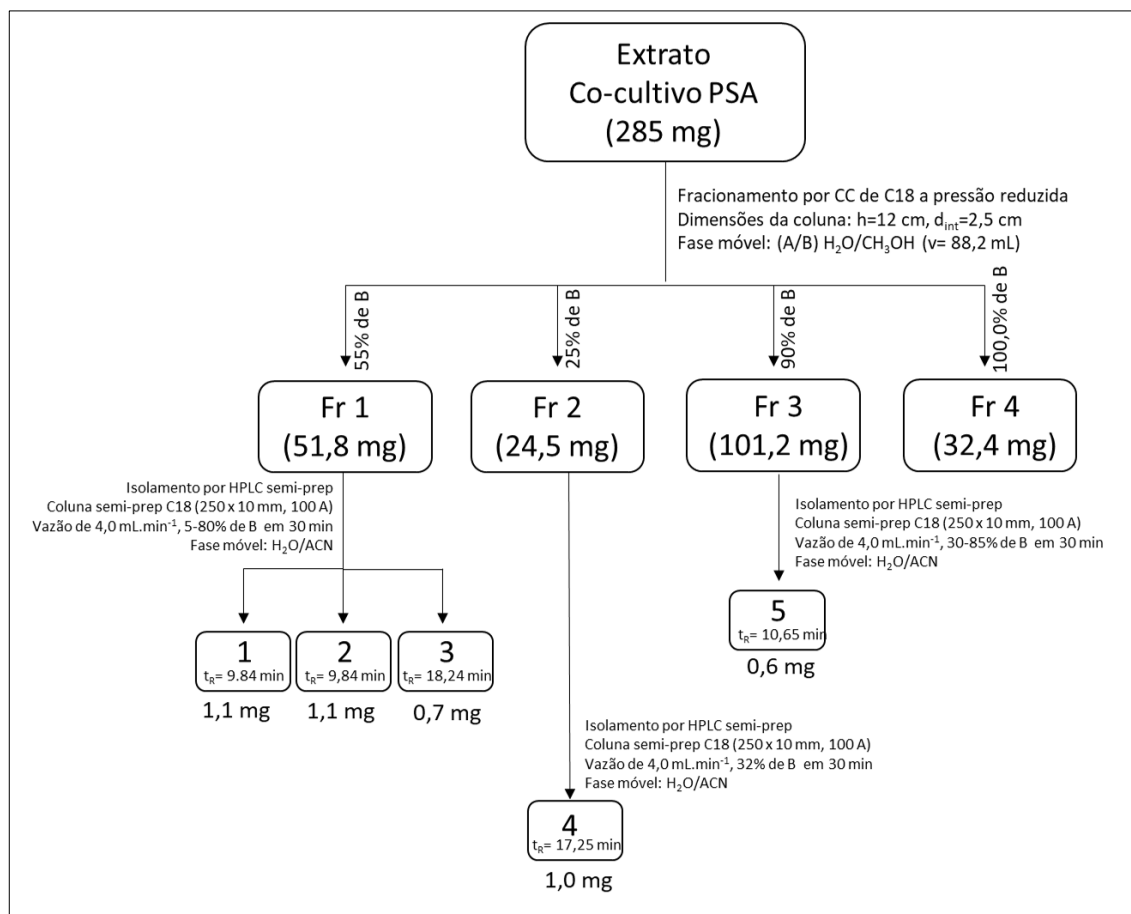 Extrato
Co-cultivo PSA
(285 mg)
Fracionamento por CC de C18 a pressão reduzida
Dimensões da coluna: h=12 cm, d_int=2,5 cm
Fase móvel: (A/B) H₂O/CH₃OH (v= 88,2 mL)
55% de B
25% de B
90% de B
100,0% de B
Fr 1
(51,8 mg)
Fr 2
(24,5 mg)
Fr 3
(101,2 mg)
Fr 4
(32,4 mg)
Isolamento por HPLC semi-prep
Coluna semi-prep C18 (250 x 10 mm, 100 A)
Vazão de 4,0 mL.min⁻¹, 5-80% de B em 30 min
Fase móvel: H₂O/ACN
Isolamento por HPLC semi-prep
Coluna semi-prep C18 (250 x 10 mm, 100 A)
Vazão de 4,0 mL.min⁻¹, 30-85% de B em 30 min
Fase móvel: H₂O/ACN
1
t_R= 9.84 min
1,1 mg
2
t_R= 9,84 min
1,1 mg
3
t_R= 18,24 min
0,7 mg
5
t_R= 10,65 min
0,6 mg
Isolamento por HPLC semi-prep
Coluna semi-prep C18 (250 x 10 mm, 100 A)
Vazão de 4,0 mL.min⁻¹, 32% de B em 30 min
Fase móvel: H₂O/ACN
4
t_R= 17,25 min
1,0 mg